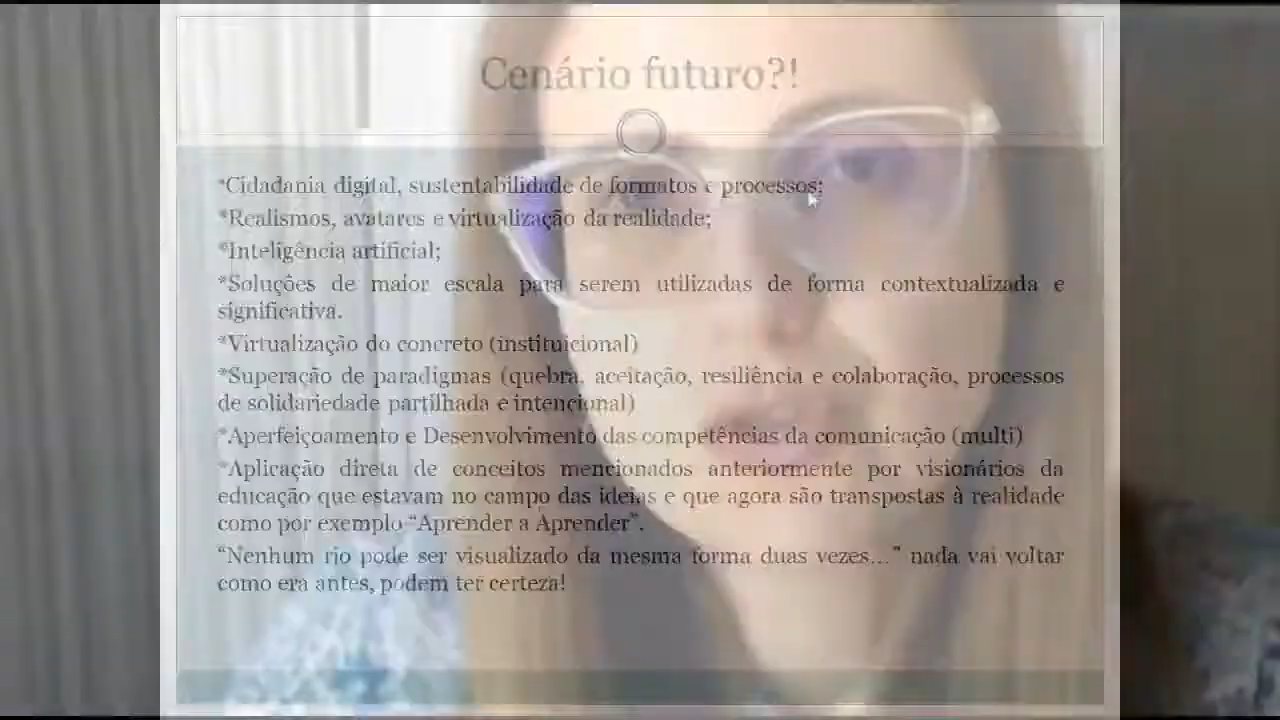 Cenário futuro?!
*Cidadania digital, sustentabilidade de formatos e processos;
*Realismos, avatares e virtualização da realidade;
*Inteligência artificial;
*Soluções de maior escala para serem utilizadas de forma contextualizada e
significativa.
*Virtualização do concreto (instituicional)
*Superação de paradigmas (quebra, aceitação, resiliência e colaboração, processos
de solidariedade partilhada e intencional)
*Aperfeiçoamento e Desenvolvimento das competências da comunicação (multi)
*Aplicação direta de conceitos mencionados anteriormente por visionários da
educação que estavam no campo das ideias e que agora são transpostas à realidade
como por exemplo “Aprender a Aprender”.
“Nenhum rio pode ser visualizado da mesma forma duas vezes...” nada vai voltar
como era antes, podem ter certeza!